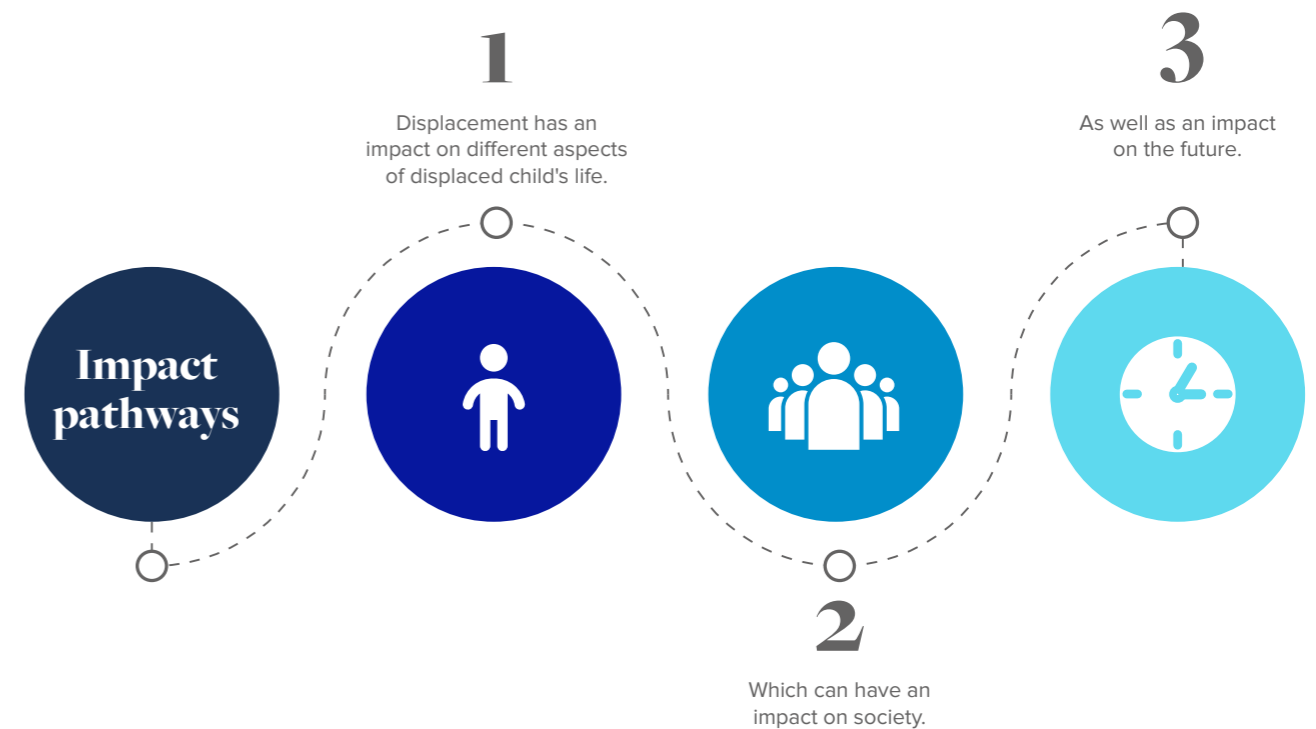 Impact
pathways
1
Displacement has an
impact on different aspects
of displaced child's life.
2
Which can have an
impact on society.
3
As well as an impact
on the future.